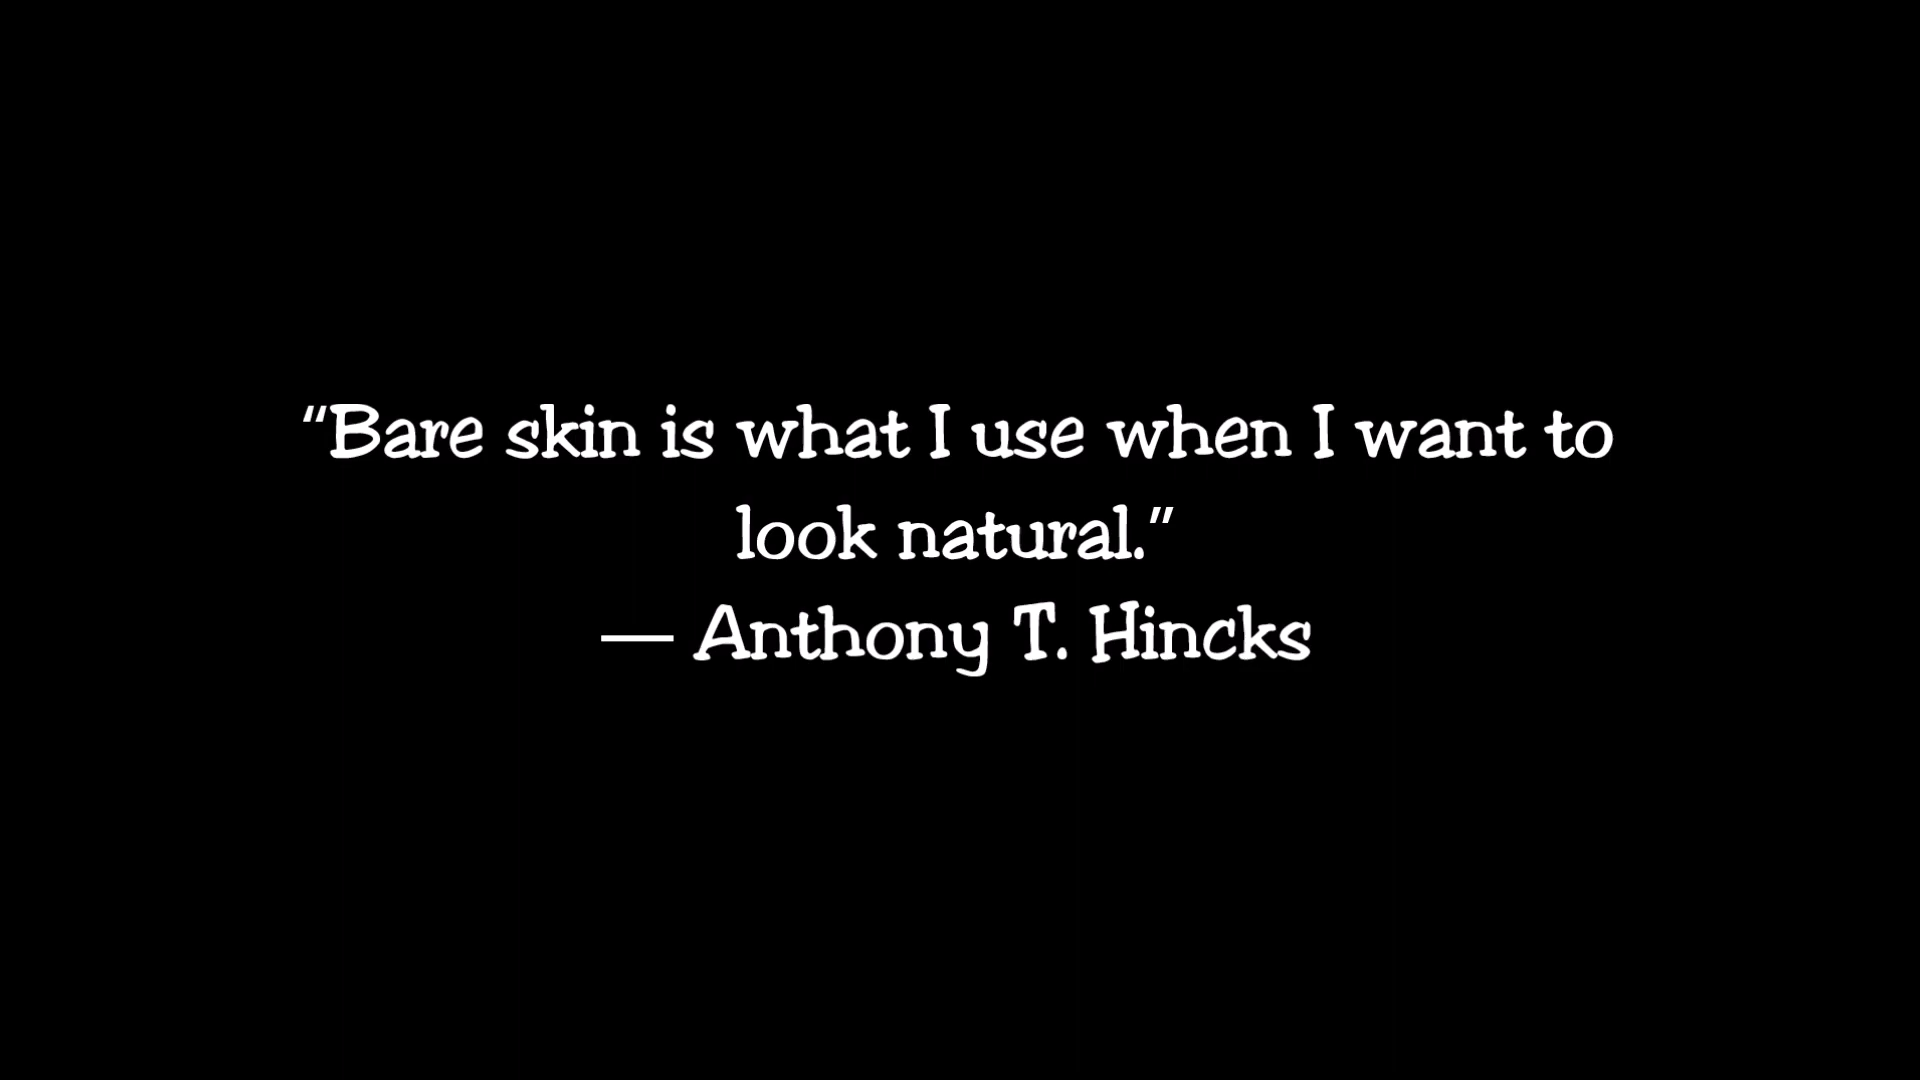 “Bare skin is what I use when I want to
look natural.”
— Anthony T. Hincks